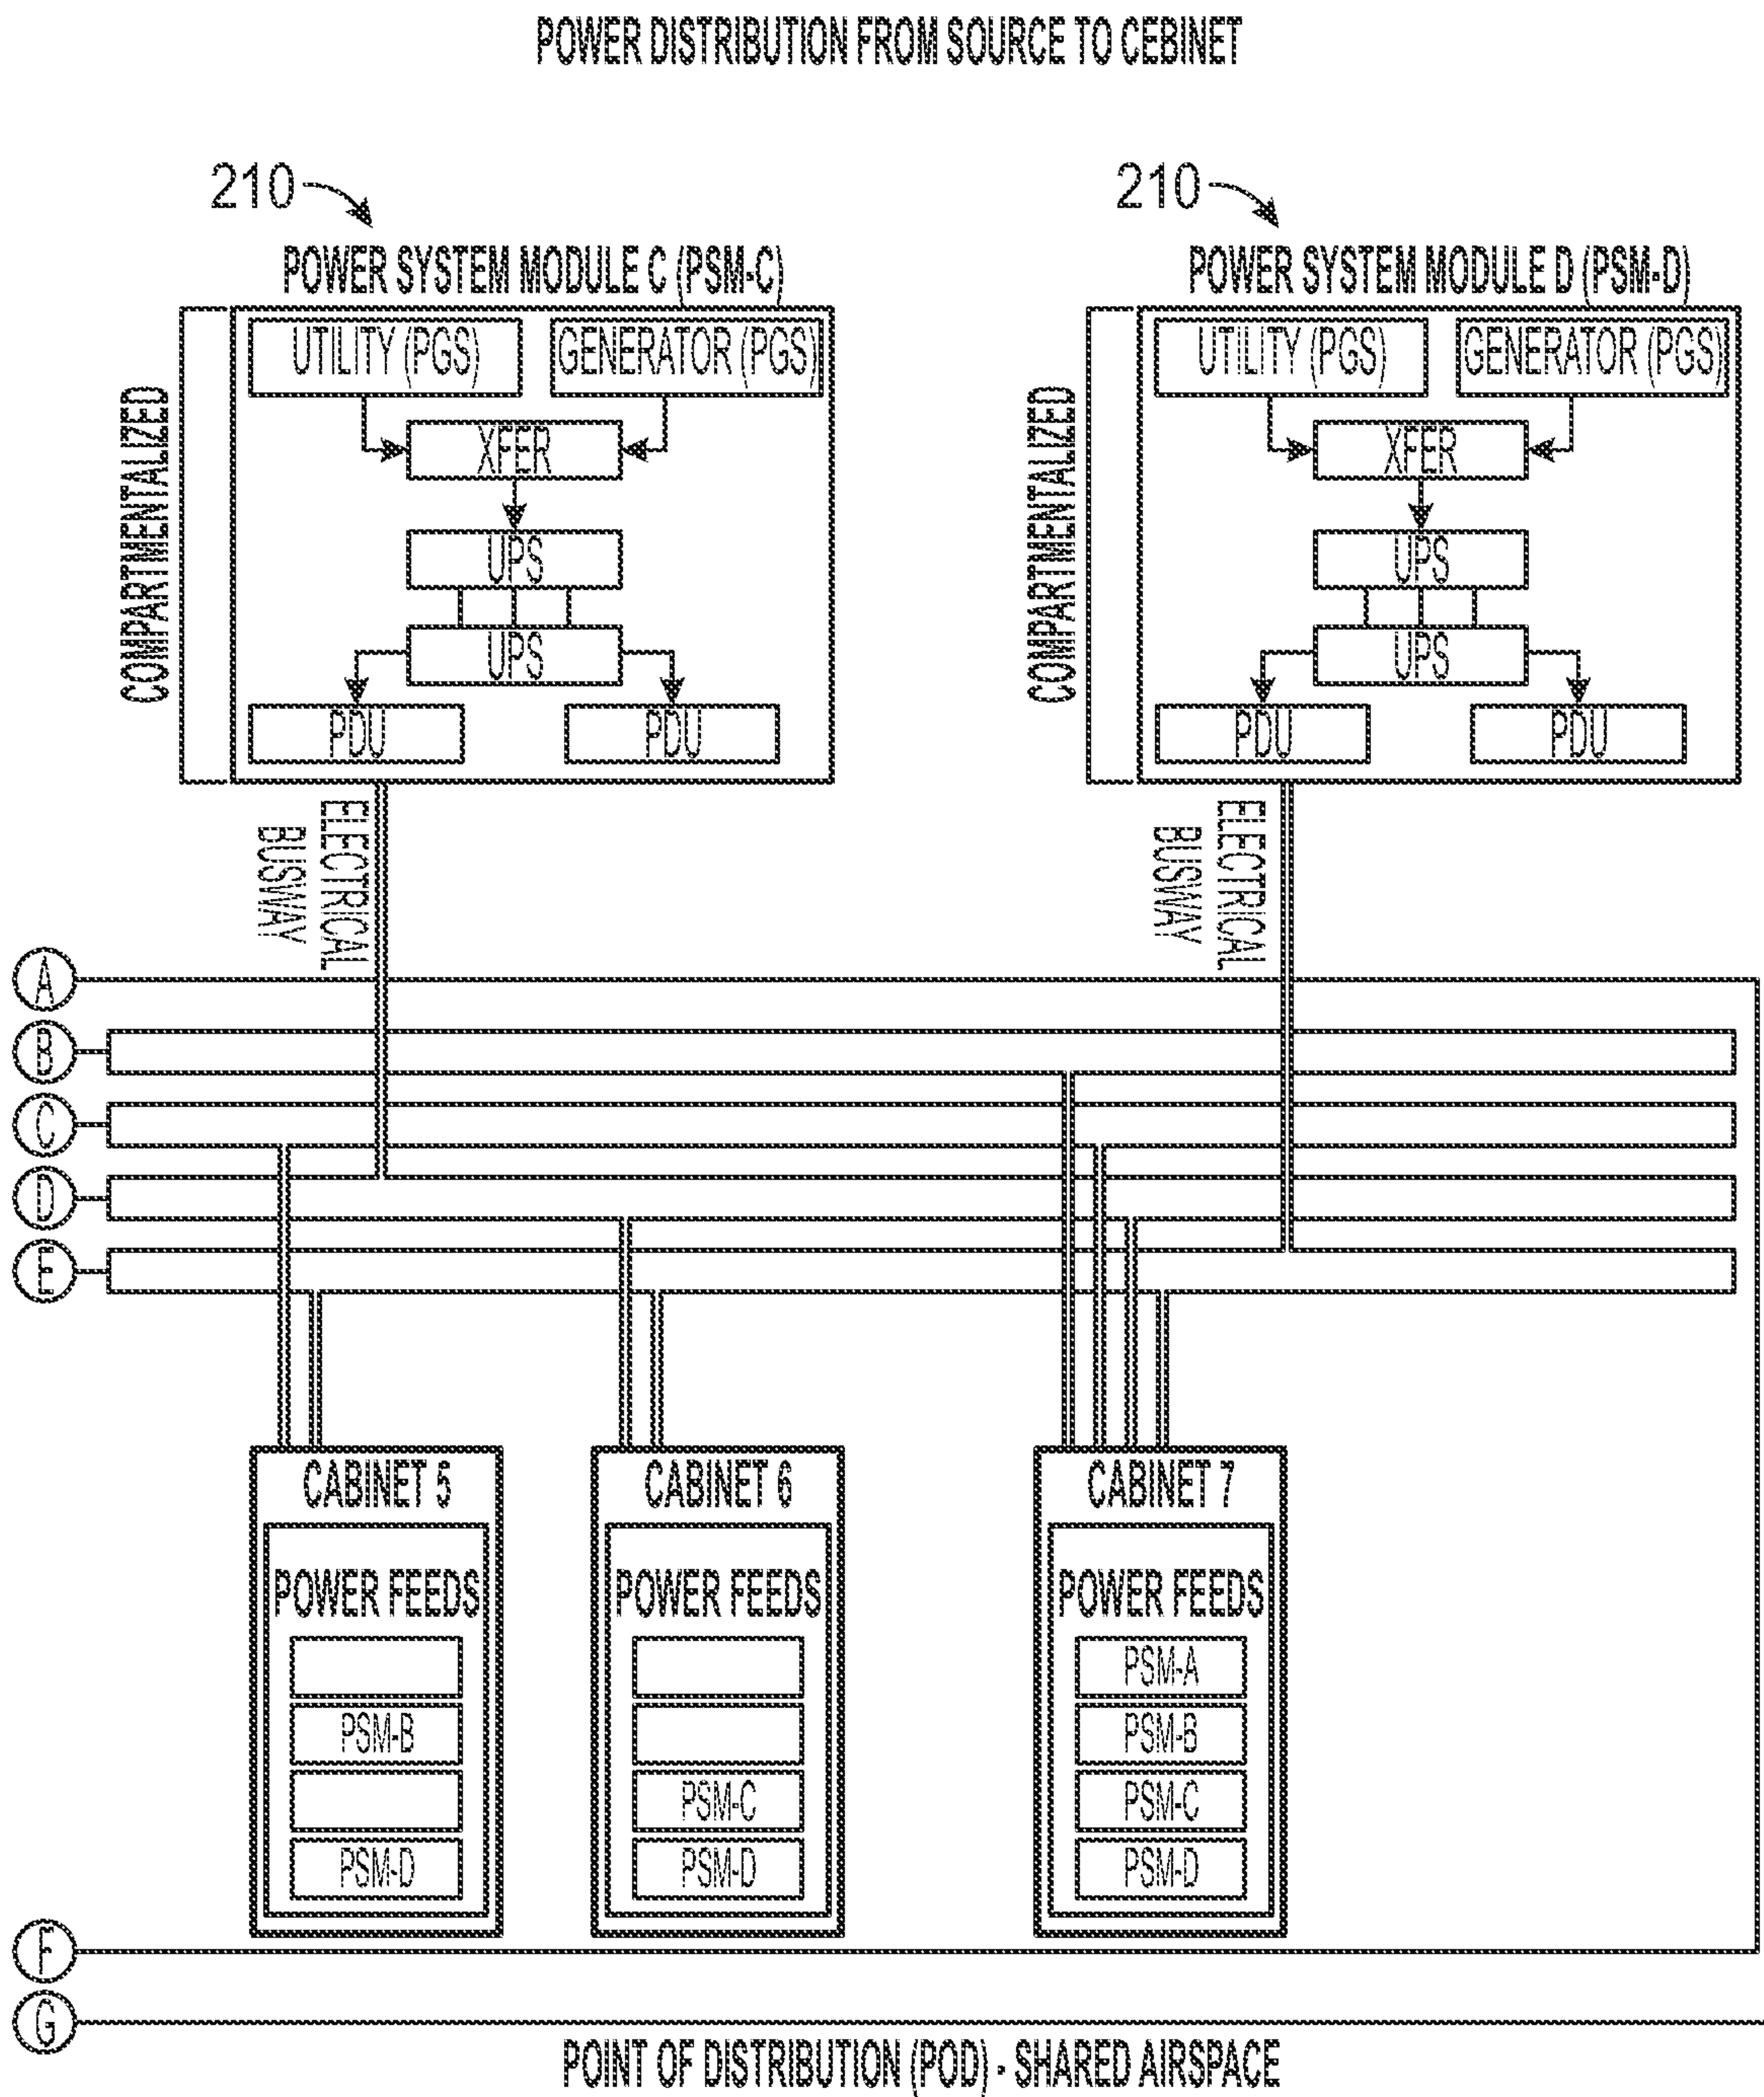 POWER DISTRIBUTION FROM SOURCE TO CEBINET
210
210
POWER SYSTEM MODULE C (PSM-C)
POWER SYSTEM MODULE D (PSM-D)
COMPARTMENTALIZED
UTILITY (PGS)
GENERATOR (PGS)
XFER
UPS
UPS
PDU
PDU
COMPARTMENTALIZED
UTILITY (PGS)
GENERATOR (PGS)
XFER
UPS
UPS
PDU
PDU
ELECTRICAL
BUSWAY
ELECTRICAL
BUSWAY
A
B
C
D
E
CABINET 5
POWER FEEDS
PSM-B
PSM-D
CABINET 6
POWER FEEDS
PSM-C
PSM-D
CABINET 7
POWER FEEDS
PSM-A
PSM-B
PSM-C
PSM-D
F
G
POINT OF DISTRIBUTION (POD) - SHARED AIRSPACE